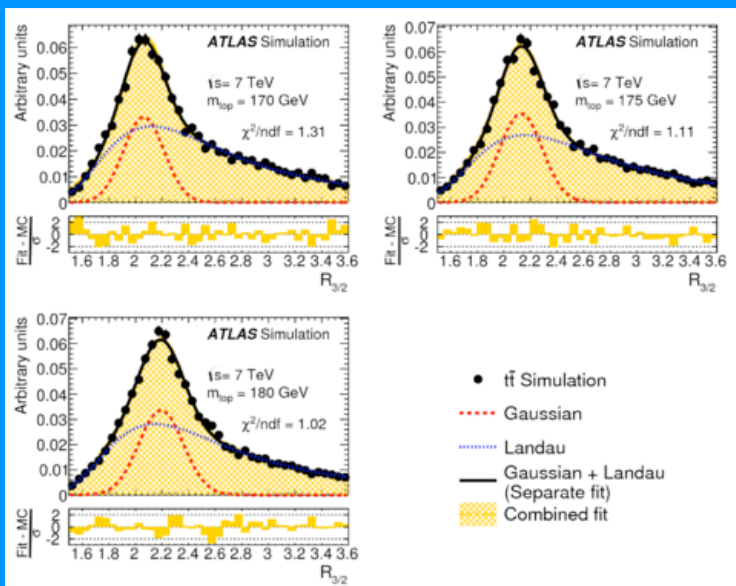 Arbitrary units
0.06
0.05
0.04
0.03
0.02
0.01
0
ATLAS Simulation
√s= 7 TeV
m_top = 170 GeV
χ²/ndf = 1.31
Fit - MC
σ
2
0
-2
1.6 1.8 2 2.2 2.4 2.6 2.8 3 3.2 3.4 3.6
R_3/2
Arbitrary units
0.07
0.06
0.05
0.04
0.03
0.02
0.01
0
ATLAS Simulation
√s= 7 TeV
m_top = 175 GeV
χ²/ndf = 1.11
Fit - MC
σ
2
0
-2
1.6 1.8 2 2.2 2.4 2.6 2.8 3 3.2 3.4 3.6
R_3/2
Arbitrary units
0.07
0.06
0.05
0.04
0.03
0.02
0.01
0
ATLAS Simulation
√s= 7 TeV
m_top = 180 GeV
χ²/ndf = 1.02
Fit - MC
σ
2
0
-2
1.6 1.8 2 2.2 2.4 2.6 2.8 3 3.2 3.4 3.6
R_3/2
tt̄ Simulation
Gaussian
Landau
Gaussian + Landau
(Separate fit)
Combined fit